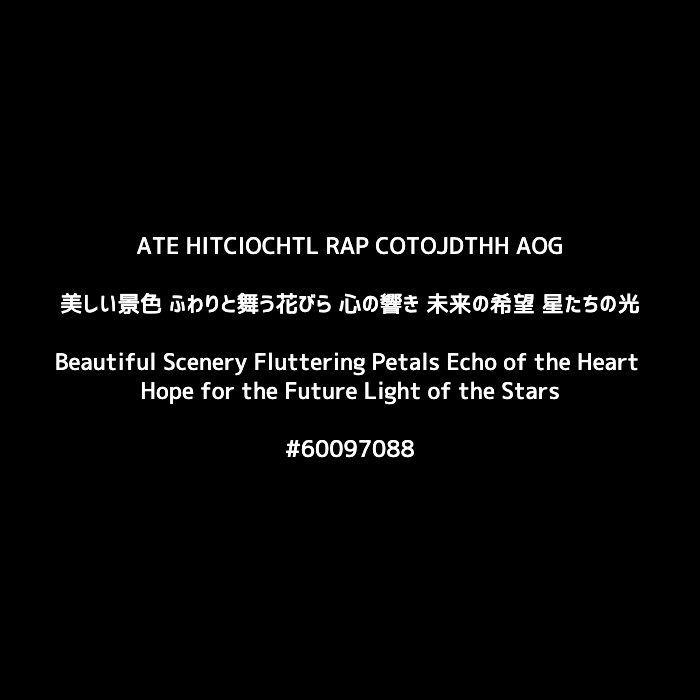 ATE HITCIOCHTL RAP COTOJDTHH AOG
美しい景色 ふわりと舞う花びら 心の響き 未来の希望 星たちの光
Beautiful Scenery Fluttering Petals Echo of the Heart
Hope for the Future Light of the Stars
#60097088